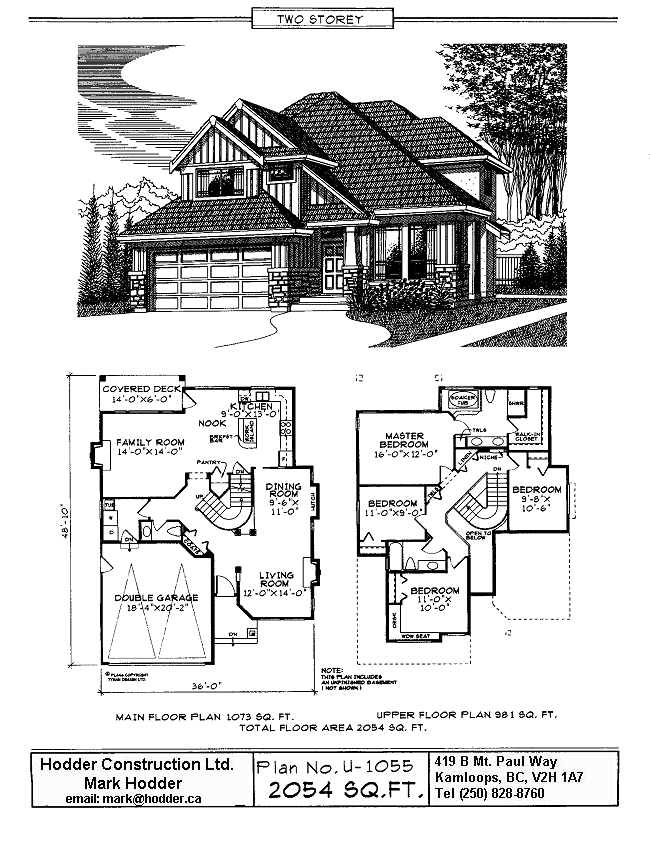 TWO STOREY
COVERED DECK
14'-0"X6'-0"
KITCHEN
9'-0"X13'-0"
NOOK
FAMILY ROOM
14'-0"X14'-0"
PANTRY
DN
UP
DINING
ROOM
9'-6"X
11'-0"
HUTCH
TUB
DN
LIVING
ROOM
12'-0"X14'-0"
DOUBLE GARAGE
18'-4"X20'-2"
DN
48'-10"
36'-0"
© PLANS COPYRIGHT
SOAKER
TUB
SHWR
TWLS
WALK-IN
CLOSET
MASTER
BEDROOM
16'-0"X12'-0"
LINEN
NICHE
DN
BEDROOM
9'-8"X
10'-6"
BEDROOM
11'-0"X9'-0"
OPEN TO
BELOW
BEDROOM
11'-0"X
10'-0"
DESK
WDW SEAT
NOTE:
THIS PLAN INCLUDES
AN UNFINISHED BASEMENT
( NOT SHOWN )
MAIN FLOOR PLAN 1073 SQ. FT.
UPPER FLOOR PLAN 981 SQ. FT.
TOTAL FLOOR AREA 2054 SQ. FT.
Hodder Construction Ltd.
Mark Hodder
email: mark@hodder.ca
Plan No. U-1055
2054 SQ.FT.
419 B Mt. Paul Way
Kamloops, BC, V2H 1A7
Tel (250) 828-8760